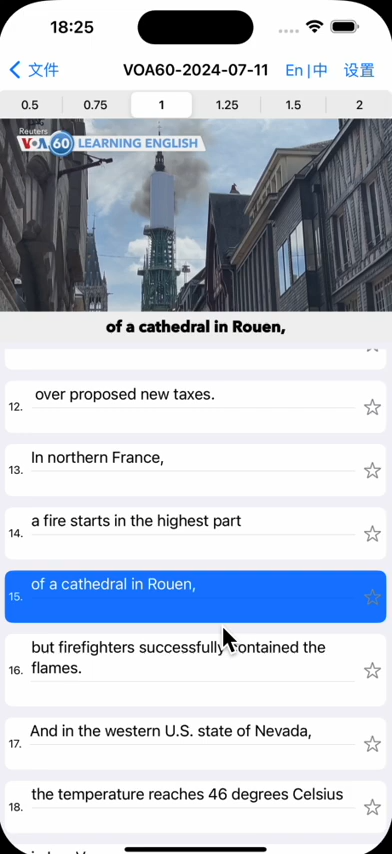 18:25
文件
VOA60-2024-07-11
En|中
设置
0.5
0.75
1
1.25
1.5
2
Reuters
VOA 60 LEARNING ENGLISH
of a cathedral in Rouen,
12. over proposed new taxes.
13. In northern France,
14. a fire starts in the highest part
15. of a cathedral in Rouen,
16. but firefighters successfully contained the
flames.
17. And in the western U.S. state of Nevada,
18. the temperature reaches 46 degrees Celsius